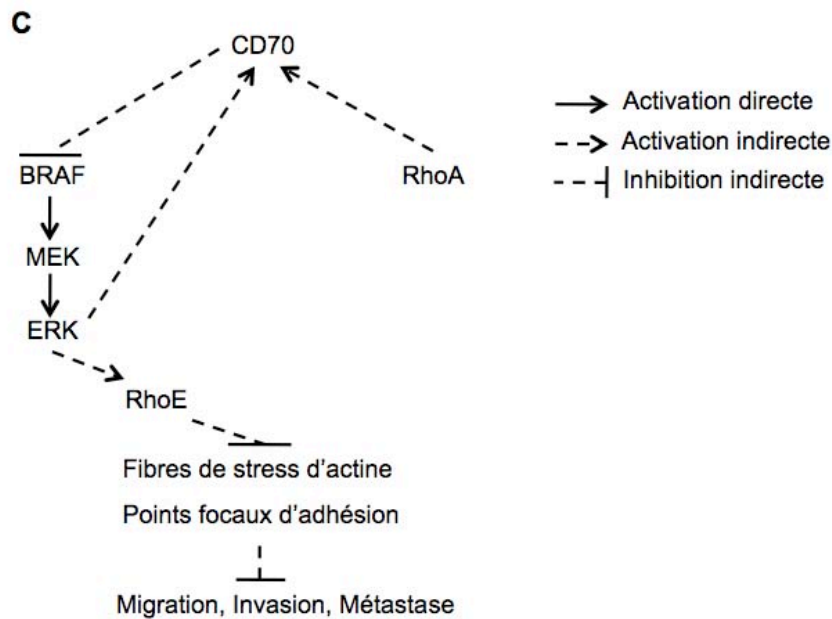 C
CD70
Activation directe
Activation indirecte
BRAF
RhoA
Inhibition indirecte
MEK
ERK
RhoE
Fibres de stress d'actine
Points focaux d'adhésion
Migration, Invasion, Métastase